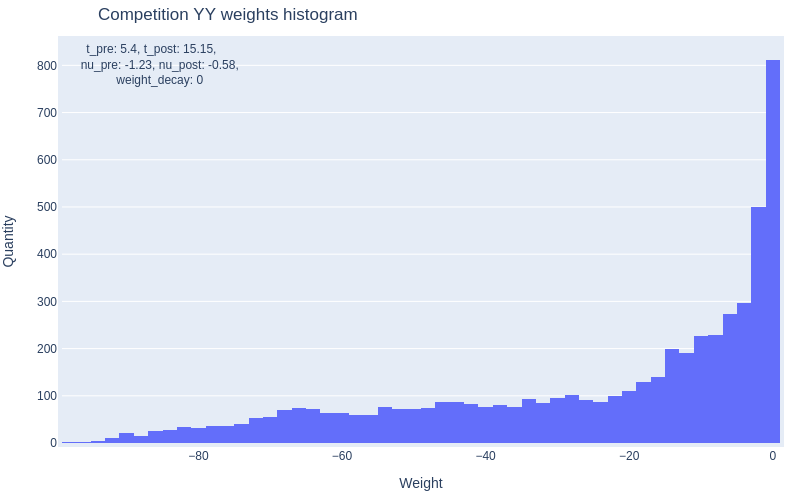 Competition YY weights histogram
t_pre: 5.4, t_post: 15.15,
nu_pre: -1.23, nu_post: -0.58,
weight_decay: 0
800
700
600
500
400
300
200
100
0
Quantity
−80
−60
−40
−20
0
Weight